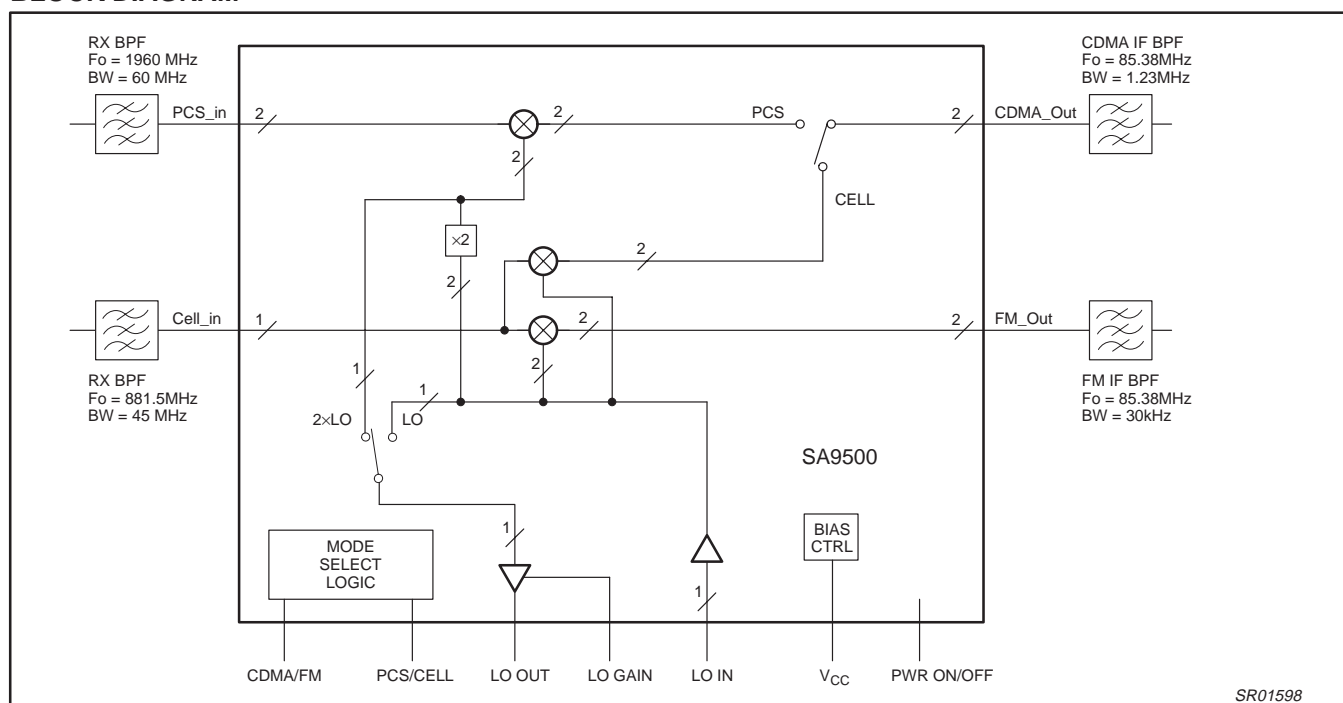 RX BPF
Fo = 1960 MHz
BW = 60 MHz
CDMA IF BPF
Fo = 85.38MHz
BW = 1.23MHz
PCS_in
2
2
PCS
2
CDMA_Out
2
CELL
×2
2
2
Cell_in
1
2
2
FM_Out
RX BPF
Fo = 881.5MHz
BW = 45 MHz
1
2
1
2×LO
LO
FM IF BPF
Fo = 85.38MHz
BW = 30kHz
SA9500
MODE
SELECT
LOGIC
1
1
BIAS
CTRL
CDMA/FM
PCS/CELL
LO OUT
LO GAIN
LO IN
VCC
PWR ON/OFF
SR01598